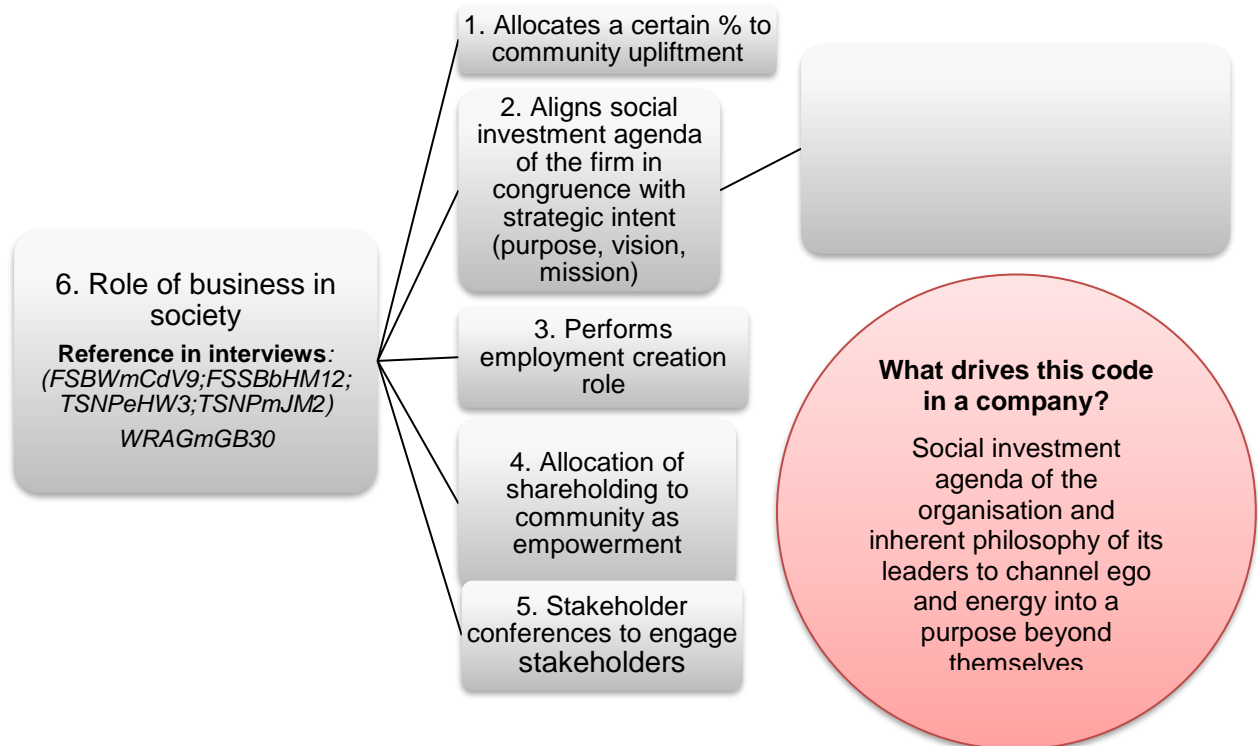 6. Role of business in
society
Reference in interviews:
(FSBWmCdV9;FSSBbHM12;
TSNPeHW3;TSNPmJM2)
WRAGmGB30
1. Allocates a certain % to
community upliftment
2. Aligns social
investment agenda
of the firm in
congruence with
strategic intent
(purpose, vision,
mission)
3. Performs
employment creation
role
4. Allocation of
shareholding to
community as
empowerment
5. Stakeholder
conferences to engage
stakeholders
What drives this code
in a company?
Social investment
agenda of the
organisation and
inherent philosophy of its
leaders to channel ego
and energy into a
purpose beyond
themselves